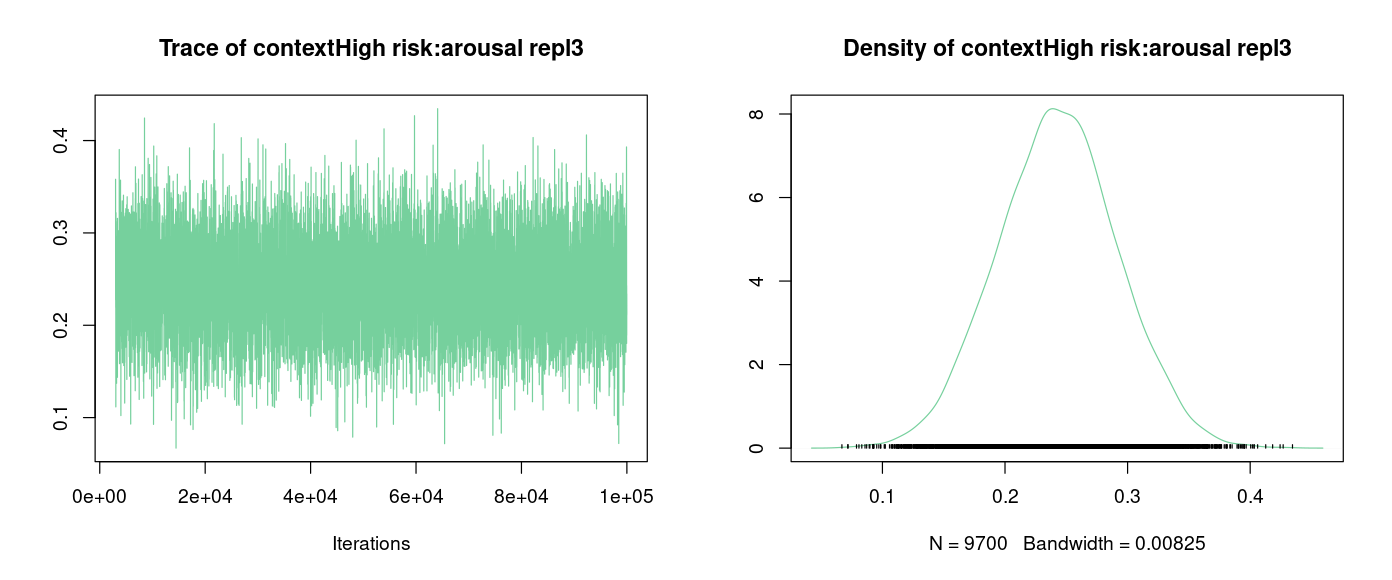 Trace of contextHigh risk:arousal repl3
0.4
0.3
0.2
0.1
0e+00 2e+04 4e+04 6e+04 8e+04 1e+05
Iterations
Density of contextHigh risk:arousal repl3
8
6
4
2
0
0.1 0.2 0.3 0.4
N = 9700 Bandwidth = 0.00825